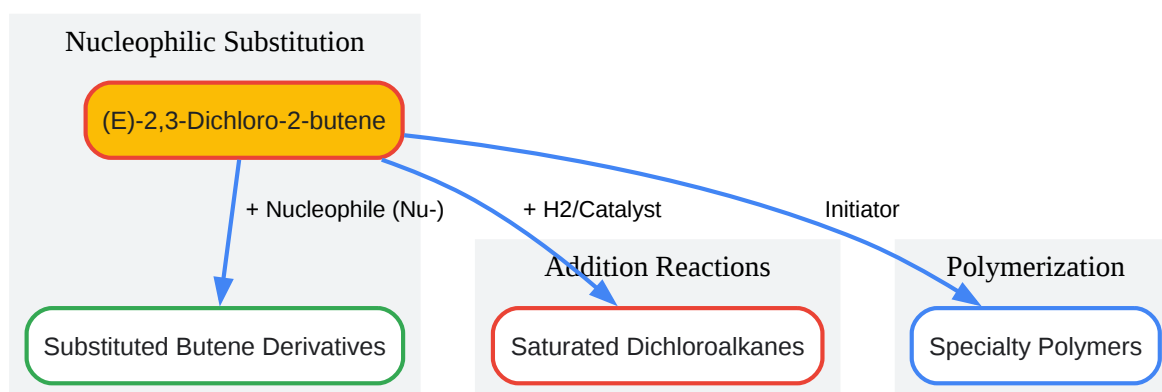 Nucleophilic Substitution
(E)-2,3-Dichloro-2-butene
+ Nucleophile (Nu-)
+ H2/Catalyst
Initiator
Addition Reactions
Polymerization
Substituted Butene Derivatives
Saturated Dichloroalkanes
Specialty Polymers